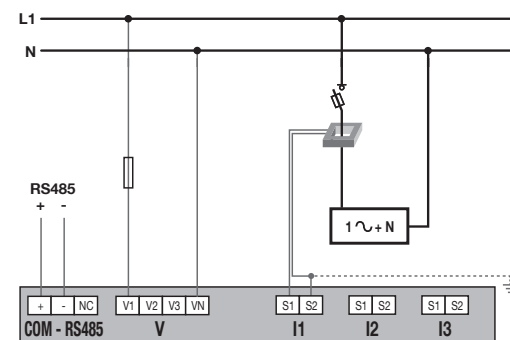 L1
N
RS485
+ -
1 ∿ + N
+ - NC V1 V2 V3 VN S1 S2 S1 S2 S1 S2
COM - RS485 V I1 I2 I3